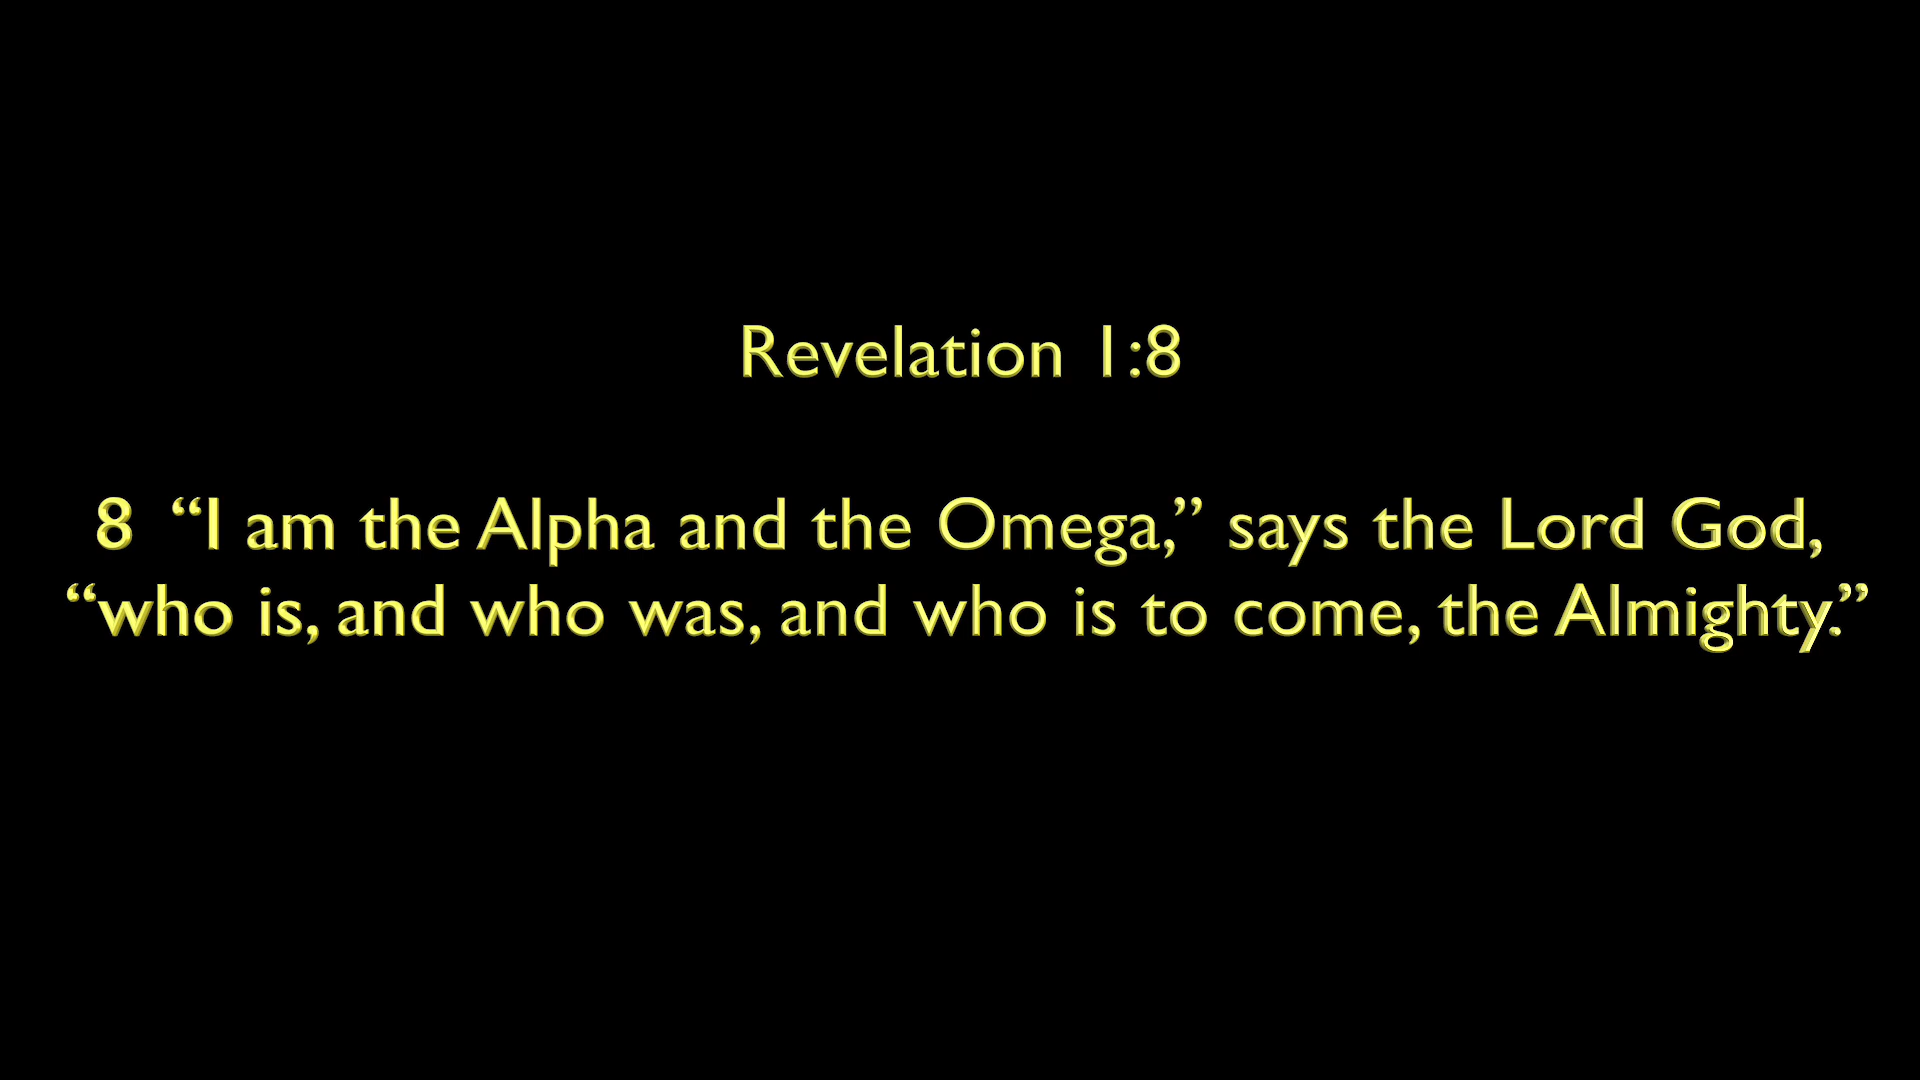 Revelation 1:8
8 “I am the Alpha and the Omega,” says the Lord God,
“who is, and who was, and who is to come, the Almighty.”